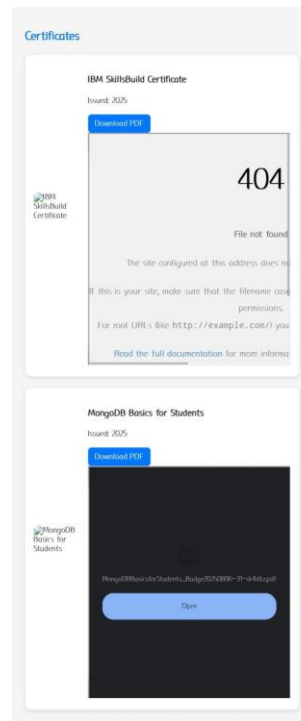 Certificates
IBM SkillsBuild Certificate
Issued: 2025
Download PDF
IBM
SkillsBuild
Certificate
404
File not found
The site configured at this address does
If this is your site, make sure that the filename case
permissions.
For root URLs (like http://example.com/) you
Read the full documentation for more
MongoDB Basics for Students
Issued: 2025
Download PDF
MongoDB
Basics for
Students
Open